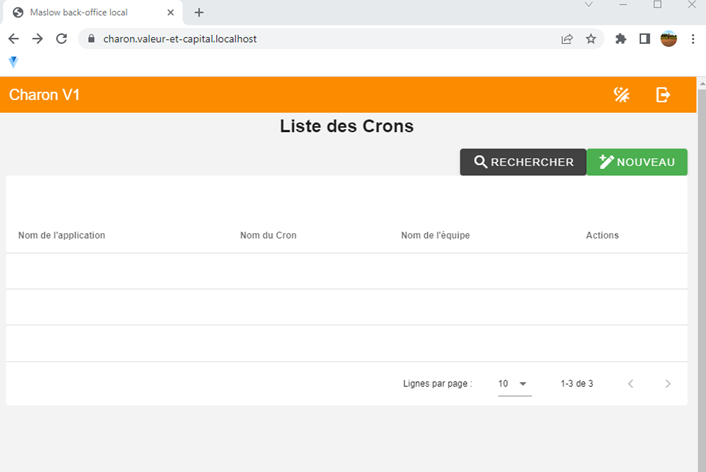 Maslow back-office local
charon.valeur-et-capital.localhost
Charon V1
Liste des Crons
RECHERCHER NOUVEAU
Nom de l'application Nom du Cron Nom de l'èquipe Actions
Lignes par page : 10 1-3 de 3